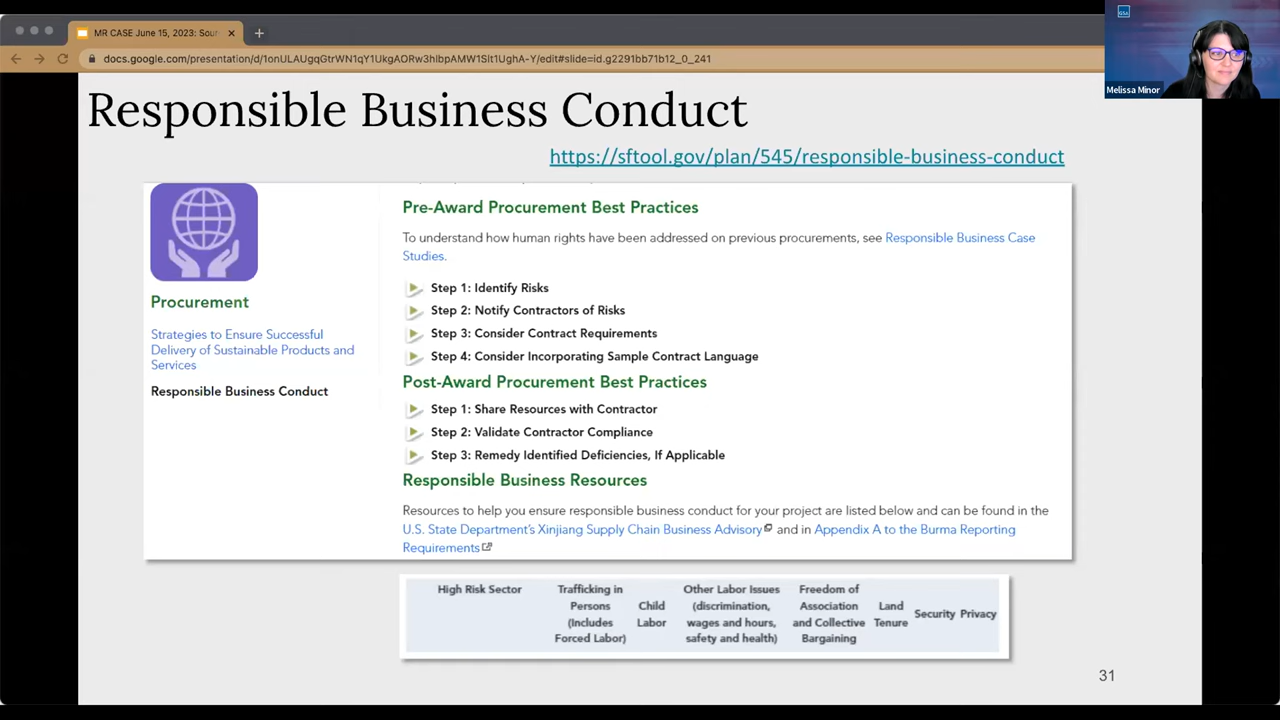 MR CASE June 15, 2023: Sour
docs.google.com/presentation/d/1onULAUgqGtrWN1qY1UkgAORw3hlbpAMW1Slt1UghA-Y/edit#slide=id.g2291bb71b12_0_241
GSA
Melissa Minor
Responsible Business Conduct
https://sftool.gov/plan/545/responsible-business-conduct
Procurement
Strategies to Ensure Successful
Delivery of Sustainable Products and
Services
Responsible Business Conduct
Pre-Award Procurement Best Practices
To understand how human rights have been addressed on previous procurements, see Responsible Business Case
Studies.
Step 1: Identify Risks
Step 2: Notify Contractors of Risks
Step 3: Consider Contract Requirements
Step 4: Consider Incorporating Sample Contract Language
Post-Award Procurement Best Practices
Step 1: Share Resources with Contractor
Step 2: Validate Contractor Compliance
Step 3: Remedy Identified Deficiencies, If Applicable
Responsible Business Resources
Resources to help you ensure responsible business conduct for your project are listed below and can be found in the
U.S. State Department's Xinjiang Supply Chain Business Advisory and in Appendix A to the Burma Reporting
Requirements
High Risk Sector
Trafficking in
Persons
(Includes
Forced Labor)
Child
Labor
Other Labor Issues
(discrimination,
wages and hours,
safety and health)
Freedom of
Association
and Collective
Bargaining
Land
Tenure
Security
Privacy
31